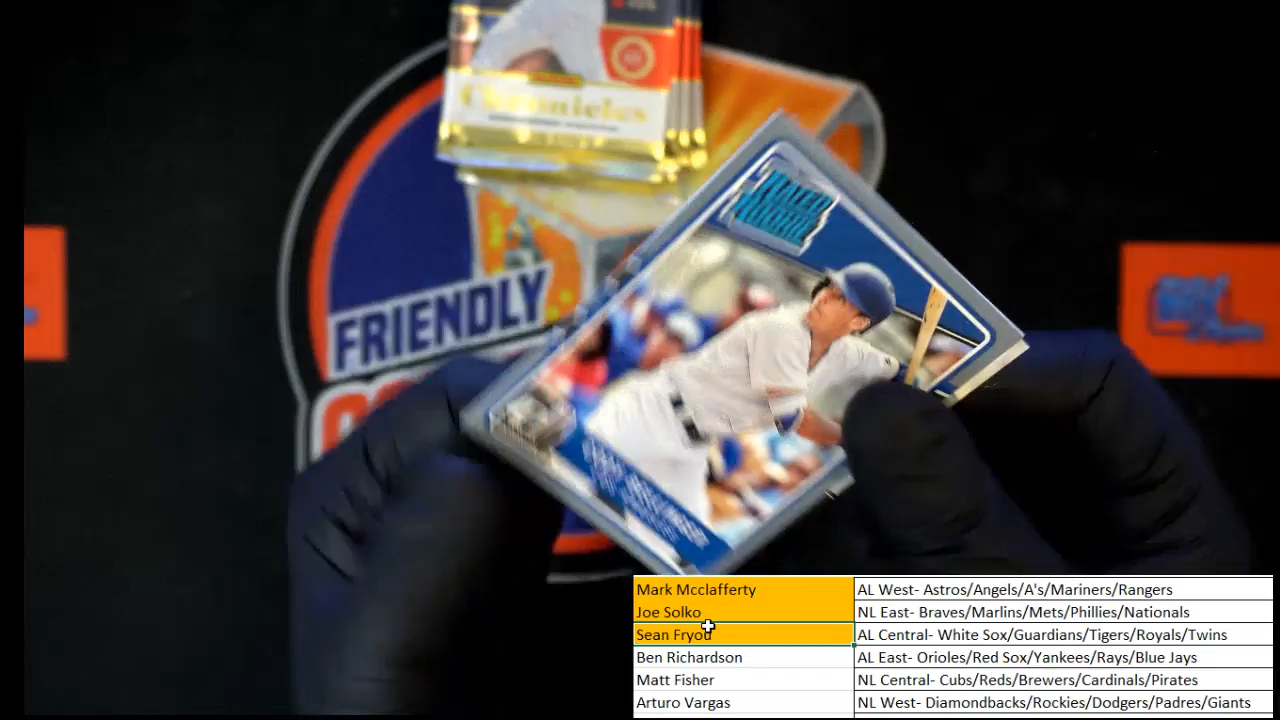 Chronicles
RATED
ROOKIE
FRIENDLY
Mark Mcclafferty AL West- Astros/Angels/A's/Mariners/Rangers
Joe Solko NL East- Braves/Marlins/Mets/Phillies/Nationals
Sean Fryou AL Central- White Sox/Guardians/Tigers/Royals/Twins
Ben Richardson AL East- Orioles/Red Sox/Yankees/Rays/Blue Jays
Matt Fisher NL Central- Cubs/Reds/Brewers/Cardinals/Pirates
Arturo Vargas NL West- Diamondbacks/Rockies/Dodgers/Padres/Giants